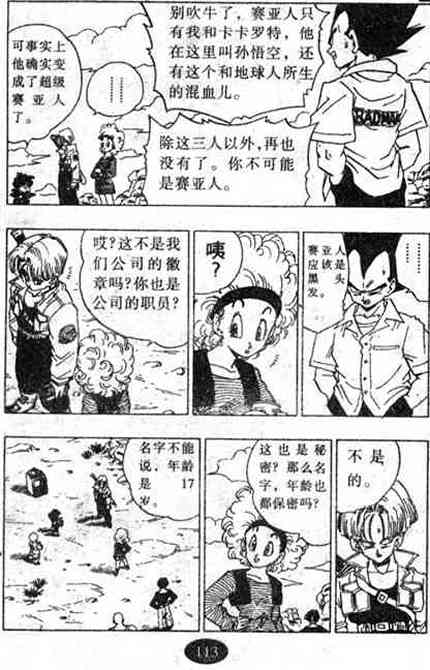 别吹牛了，赛亚人只
有我和卡卡罗特，他
在这里叫孙悟空，还
有这个和地球人所生
的混血儿。
BADMAN
除这三人以外，再也
没有了。你不可能
是赛亚人。
………
可事实上
他确实变
成了超级
赛亚人
了。
………
赛亚人
应该是
黑头
发。
咦
？
哎？这不是我
们公司的徽
章吗？你也是
公司的职员？
不是
的。
这也是秘
密？那么名
字，年龄也
都保密吗？
名字不能
说，年龄
是 17
岁。
113